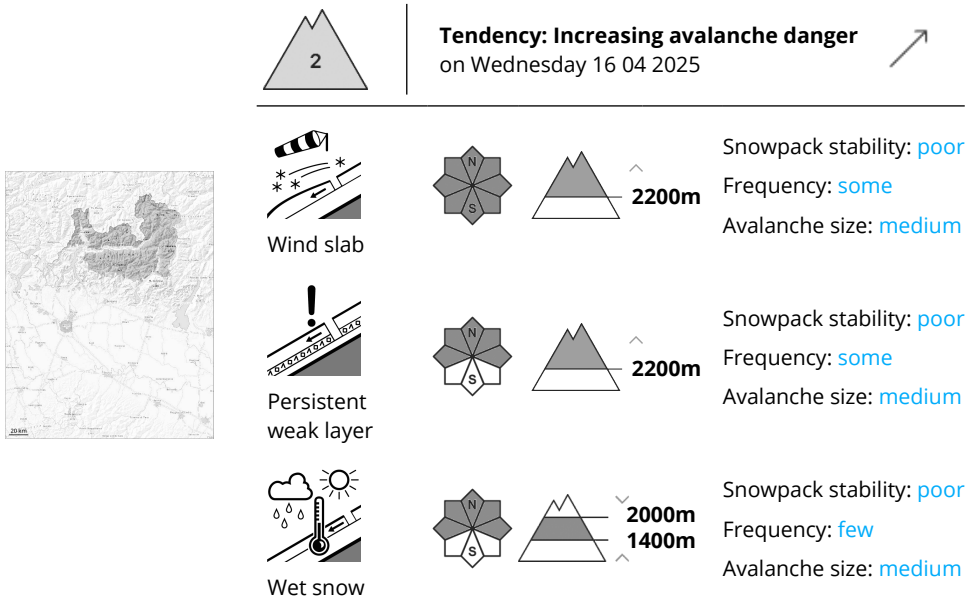 2
Tendency: Increasing avalanche danger
on Wednesday 16 04 2025
N
S
2200m
Snowpack stability: poor
Frequency: some
Avalanche size: medium
Wind slab
N
S
2200m
Snowpack stability: poor
Frequency: some
Avalanche size: medium
Persistent
weak layer
N
S
2000m
1400m
Snowpack stability: poor
Frequency: few
Avalanche size: medium
Wet snow
20 km